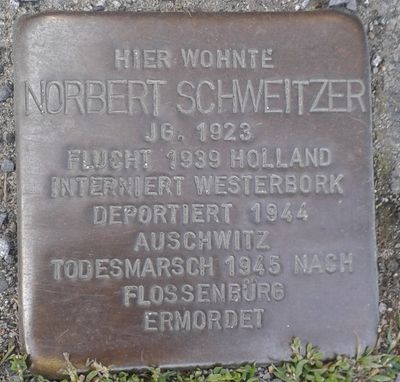 HIER WOHNTE
NORBERT SCHWEITZER
JG. 1923
FLUCHT 1939 HOLLAND
INTERNIERT WESTERBORK
DEPORTIERT 1944
AUSCHWITZ
TODESMARSCH 1945 NACH
FLOSSENBÜRG
ERMORDET